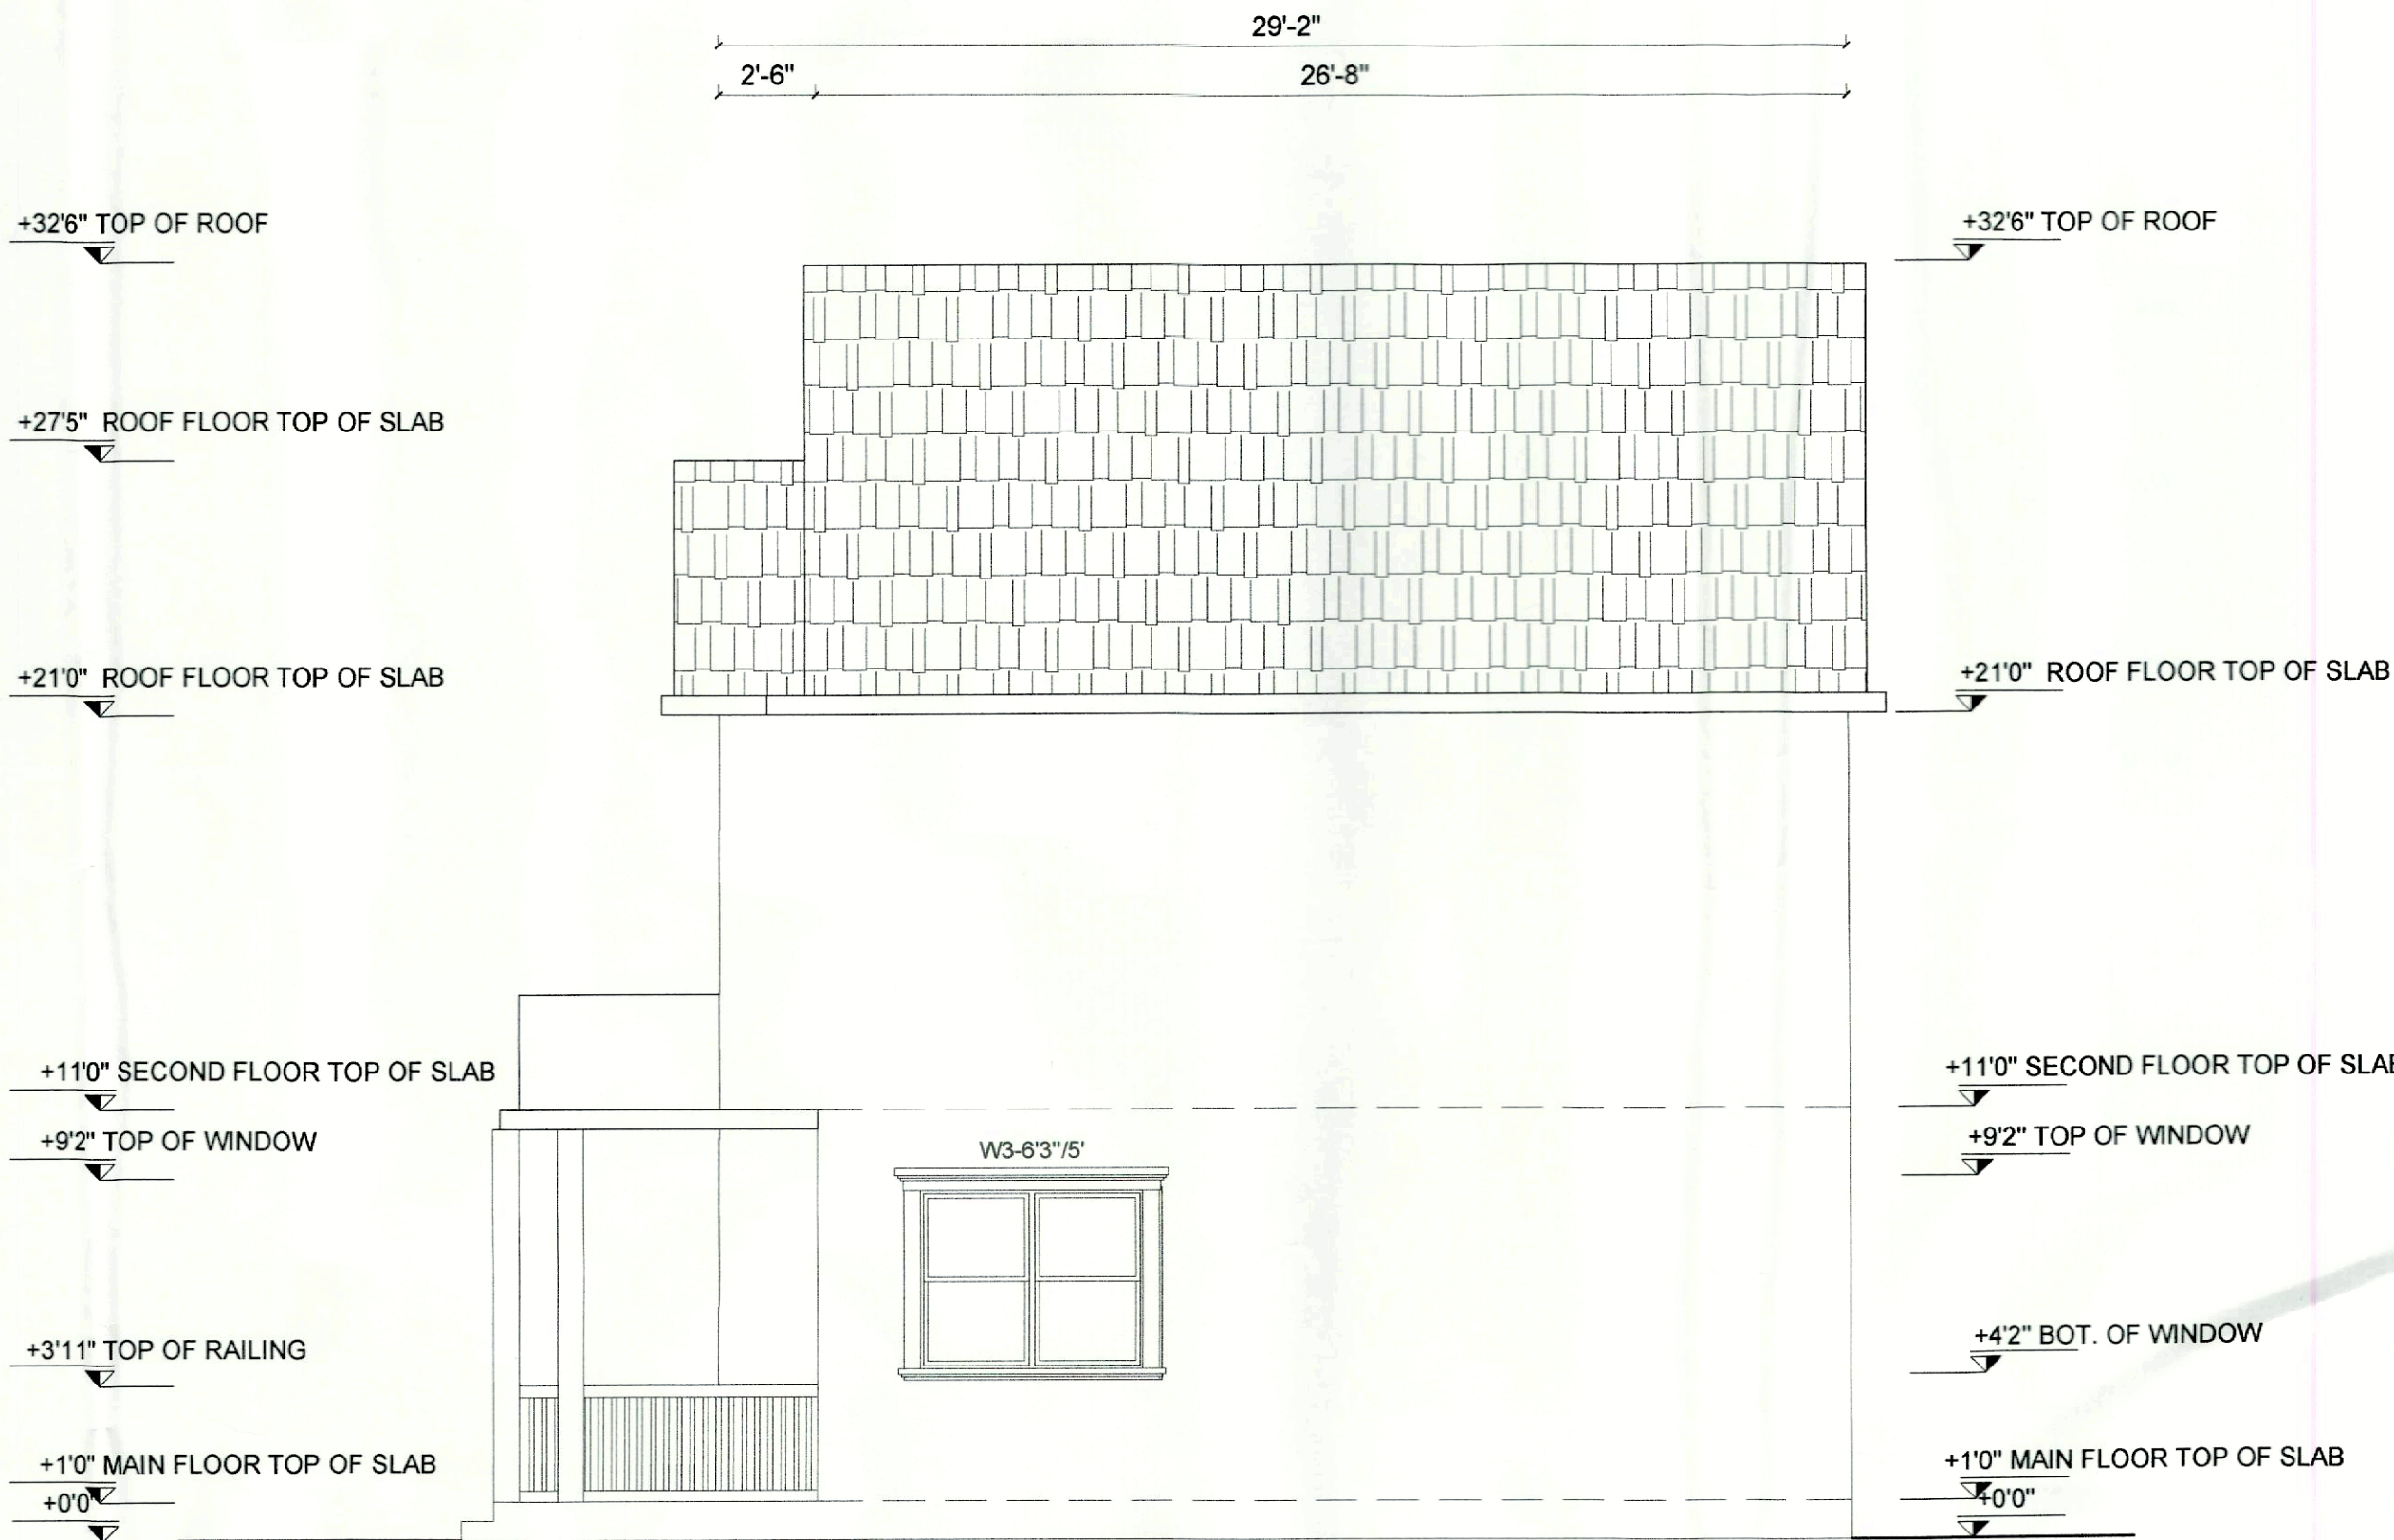 29'-2"
2'-6" 26'-8"
+32'6" TOP OF ROOF
+32'6" TOP OF ROOF
+27'5" ROOF FLOOR TOP OF SLAB
+21'0" ROOF FLOOR TOP OF SLAB
+21'0" ROOF FLOOR TOP OF SLAB
+11'0" SECOND FLOOR TOP OF SLAB
+11'0" SECOND FLOOR TOP OF SLAB
+9'2" TOP OF WINDOW
W3-6'3"/5'
+9'2" TOP OF WINDOW
+3'11" TOP OF RAILING
+4'2" BOT. OF WINDOW
+1'0" MAIN FLOOR TOP OF SLAB
+1'0" MAIN FLOOR TOP OF SLAB
+0'0"
+0'0"